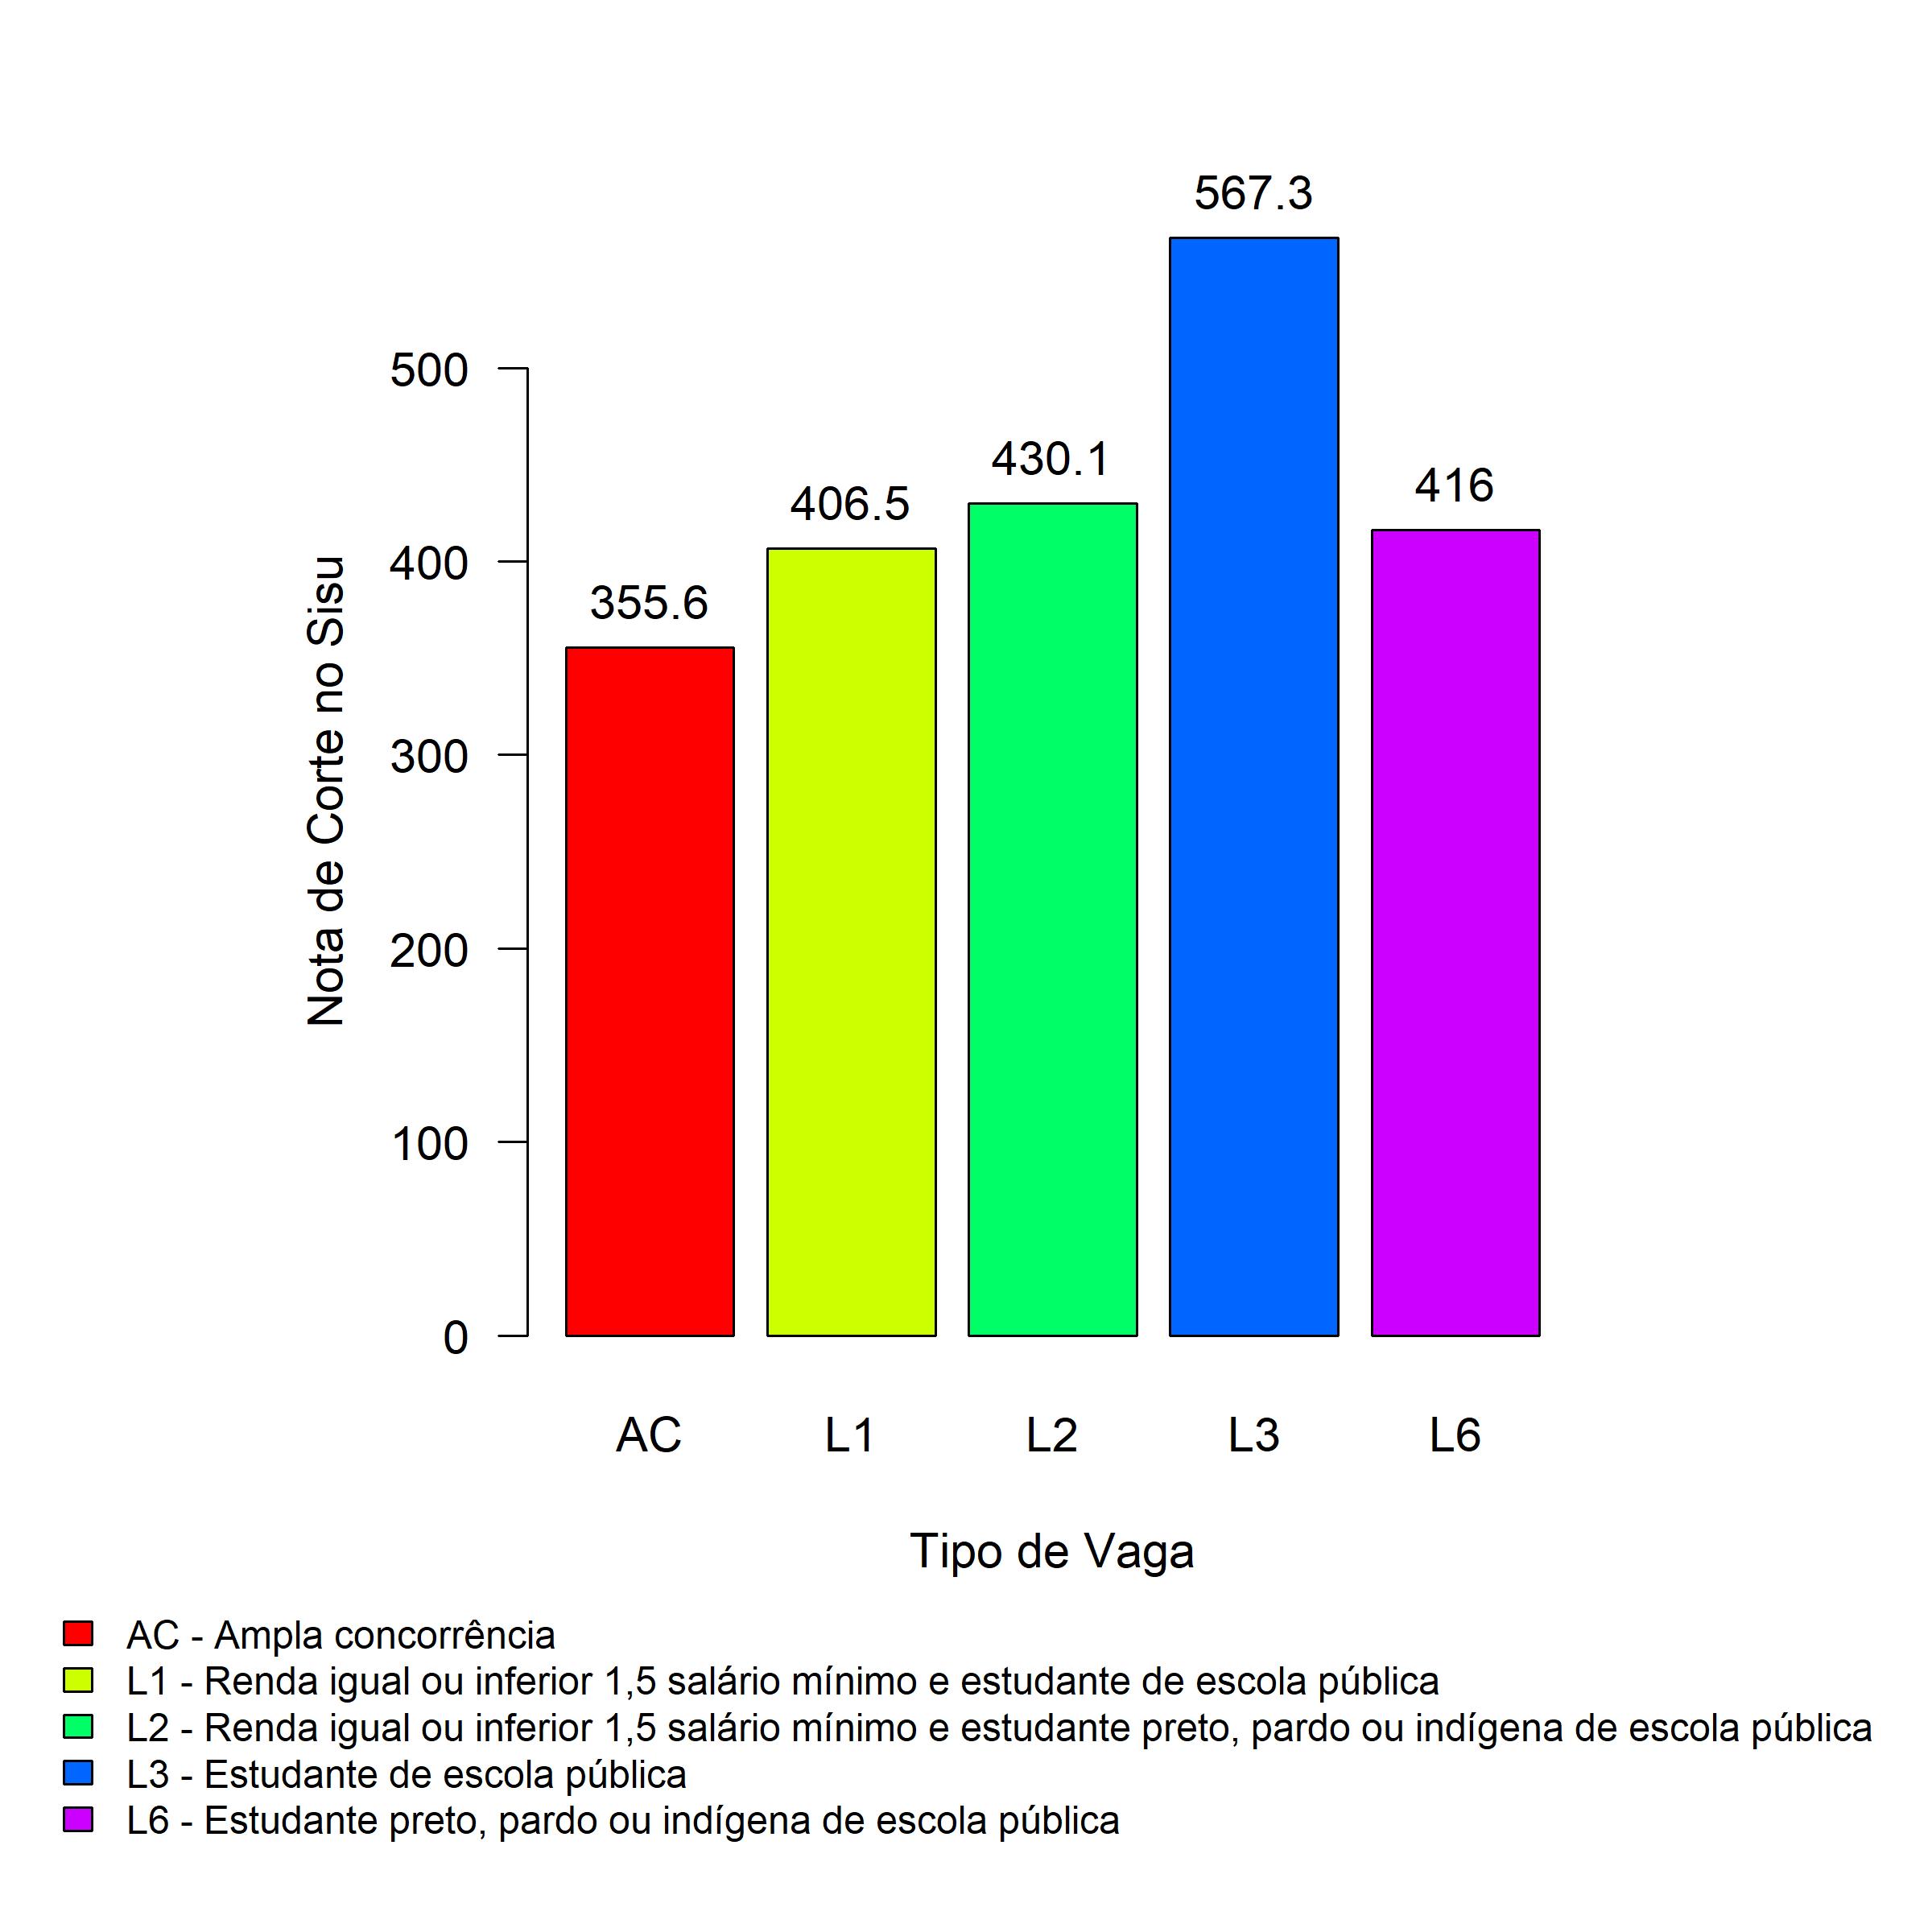 567.3
500
430.1
416
406.5
400
355.6
300
200
100
0
Nota de Corte no Sisu
AC L1 L2 L3 L6
Tipo de Vaga
AC - Ampla concorrência
L1 - Renda igual ou inferior 1,5 salário mínimo e estudante de escola pública
L2 - Renda igual ou inferior 1,5 salário mínimo e estudante preto, pardo ou indígena de escola pública
L3 - Estudante de escola pública
L6 - Estudante preto, pardo ou indígena de escola pública